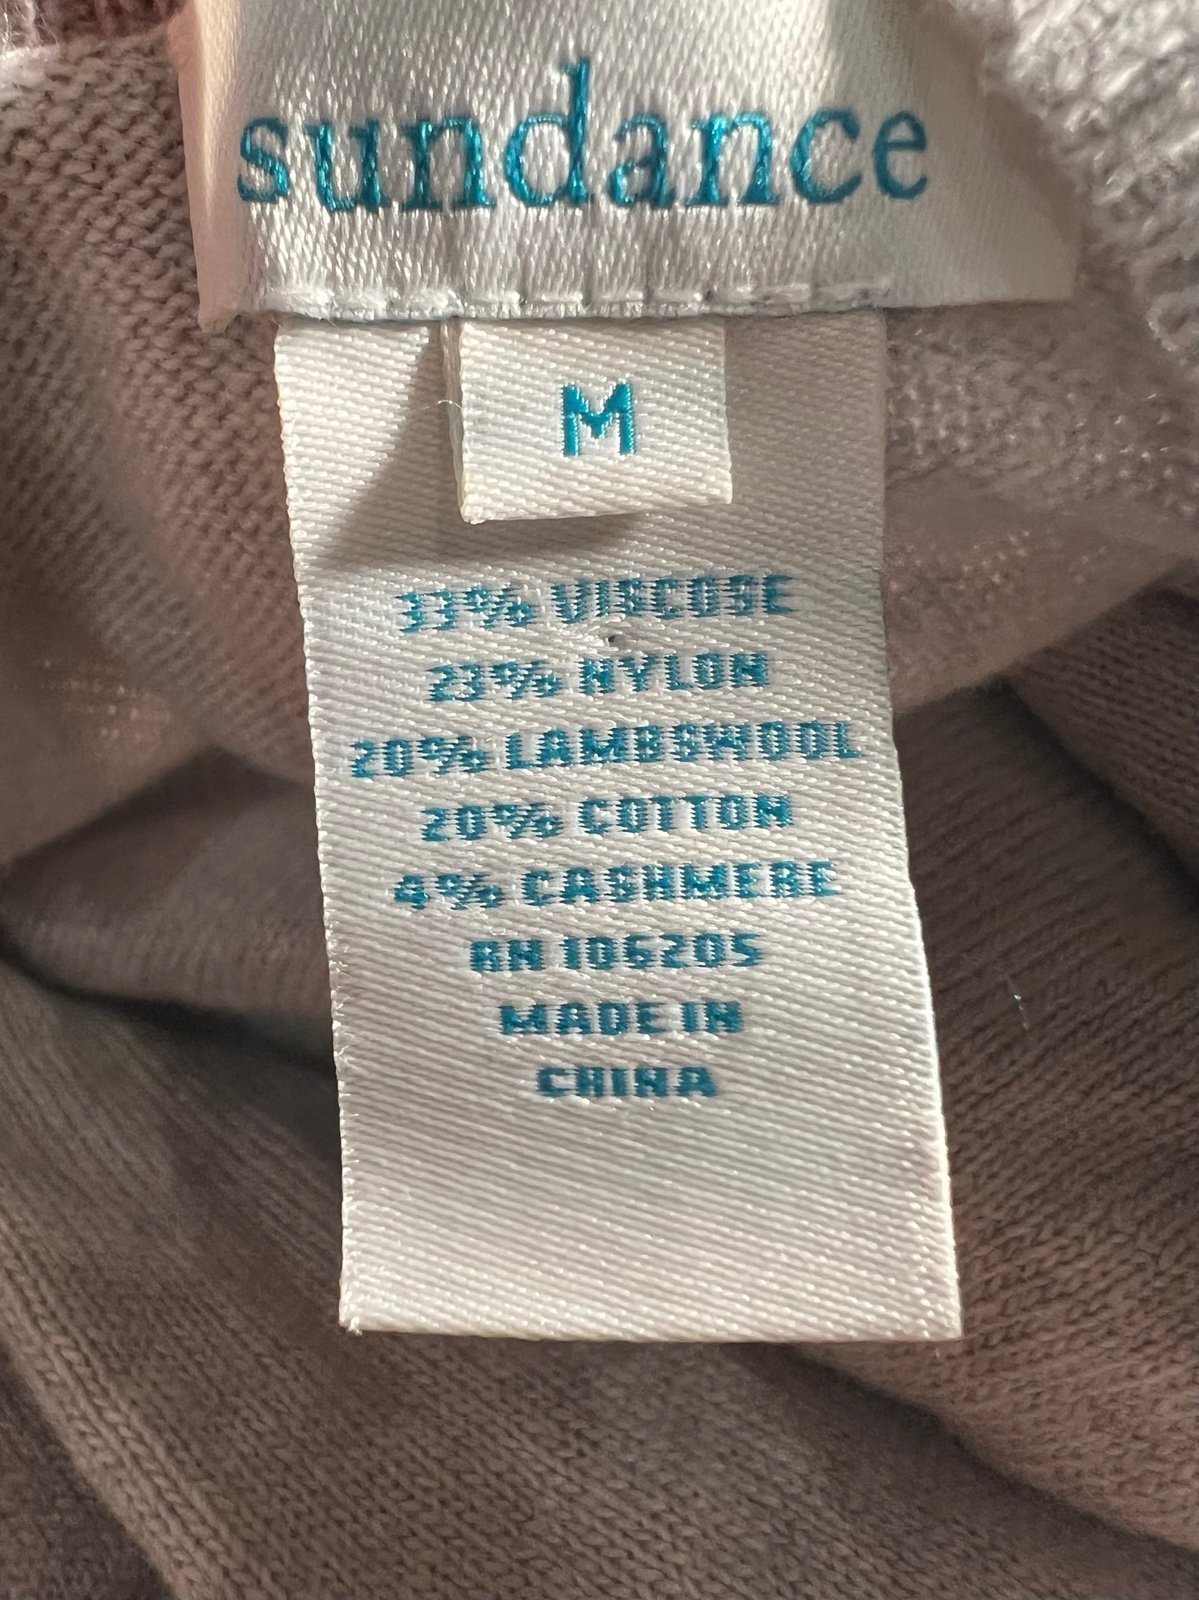 sundance
M
33% VISCOSE
23% NYLON
20% LAMBSWOOL
20% COTTON
4% CASHMERE
RN 106205
MADE IN
CHINA